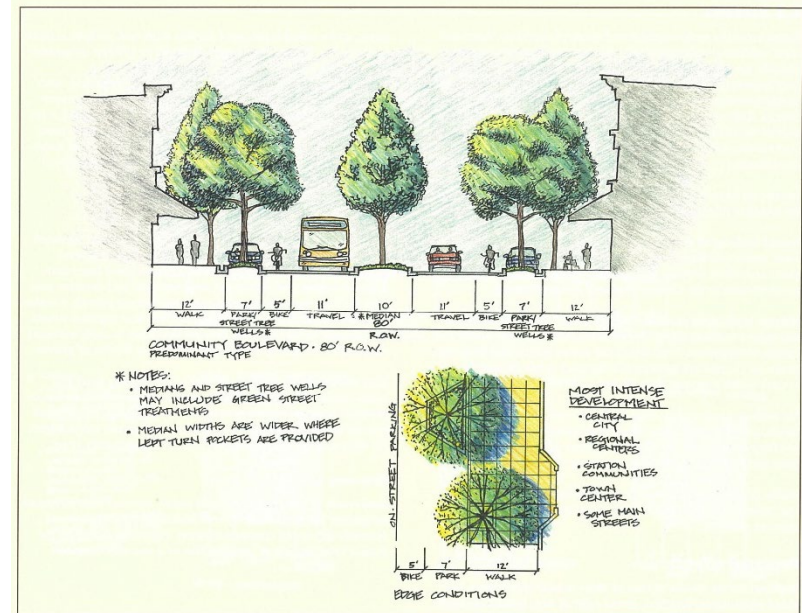 12' 7' 5' 11' 10' 11' 5' 7' 12'
WALK PARK/ BIKE TRAVEL *MEDIAN TRAVEL BIKE PARK/ WALK
STREET TREE 80' STREET TREE
WELLS* R.O.W. WELLS*
COMMUNITY BOULEVARD · 80' R.O.W.
PREDOMINANT TYPE
* NOTES:
• MEDIANS AND STREET TREE WELLS
MAY INCLUDE GREEN STREET
TREATMENTS
• MEDIAN WIDTHS ARE WIDER WHERE
LEFT TURN POCKETS ARE PROVIDED
ON-STREET PARKING
MOST INTENSE
DEVELOPMENT
• CENTRAL
CITY
• REGIONAL
CENTERS
• STATION
COMMUNITIES
• TOWN
CENTER
• SOME MAIN
STREETS
5' 7' 12'
BIKE PARK WALK
EDGE CONDITIONS